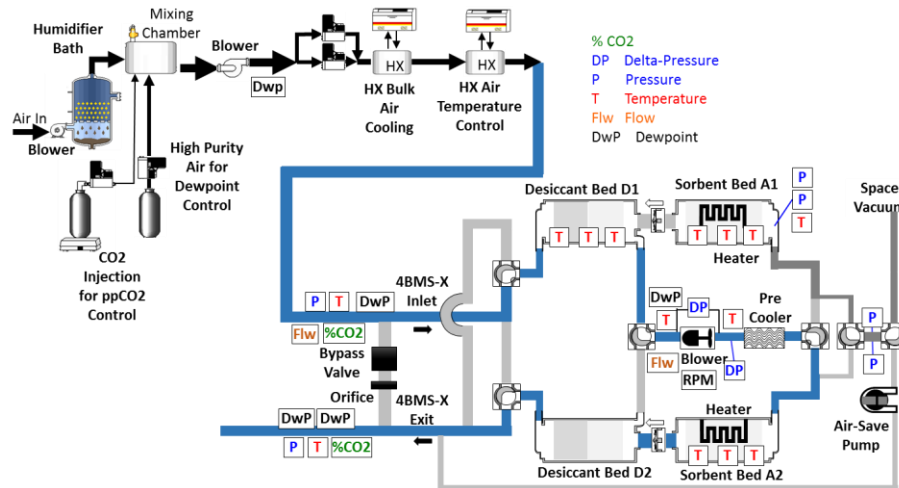 Mixing
Chamber
Humidifier
Bath
Blower
Dwp
HX
HX
HX Bulk
Air
Cooling
HX Air
Temperature
Control
% CO2
DP Delta-Pressure
P Pressure
T Temperature
Flw Flow
DwP Dewpoint
Air In
Blower
High Purity
Air for
Dewpoint
Control
CO2
Injection
for ppCO2
Control
Desiccant Bed D1
Sorbent Bed A1
P
P
T
Space
Vacuum
T T T
T T T
Heater
4BMS-X
Inlet
P T DwP
Flw %CO2
Bypass
Valve
Orifice
DwP
T DP T
Pre
Cooler
Flw
Blower
RPM
DP
P
P
4BMS-X
Exit
DwP DwP
P T %CO2
Heater
T T T
Air-Save
Pump
Desiccant Bed D2
Sorbent Bed A2